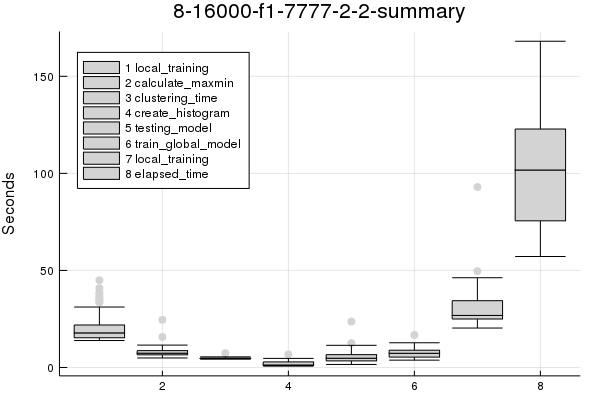 8-16000-f1-7777-2-2-summary
150
100
50
0
Seconds
1 local_training
2 calculate_maxmin
3 clustering_time
4 create_histogram
5 testing_model
6 train_global_model
7 local_training
8 elapsed_time
2 4 6 8